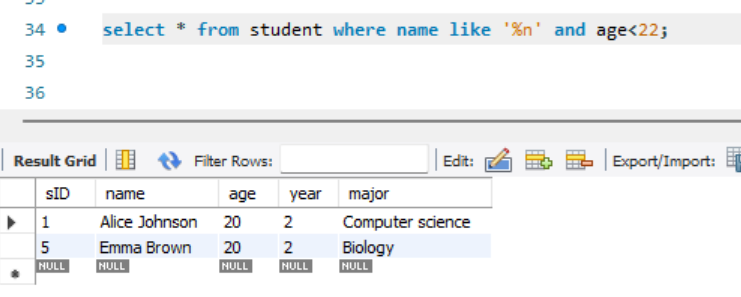 34 select * from student where name like '%n' and age<22;
35
36
Result Grid Filter Rows: Edit: Export/Import:
sID name age year major
1 Alice Johnson 20 2 Computer science
5 Emma Brown 20 2 Biology
NULL NULL NULL NULL NULL